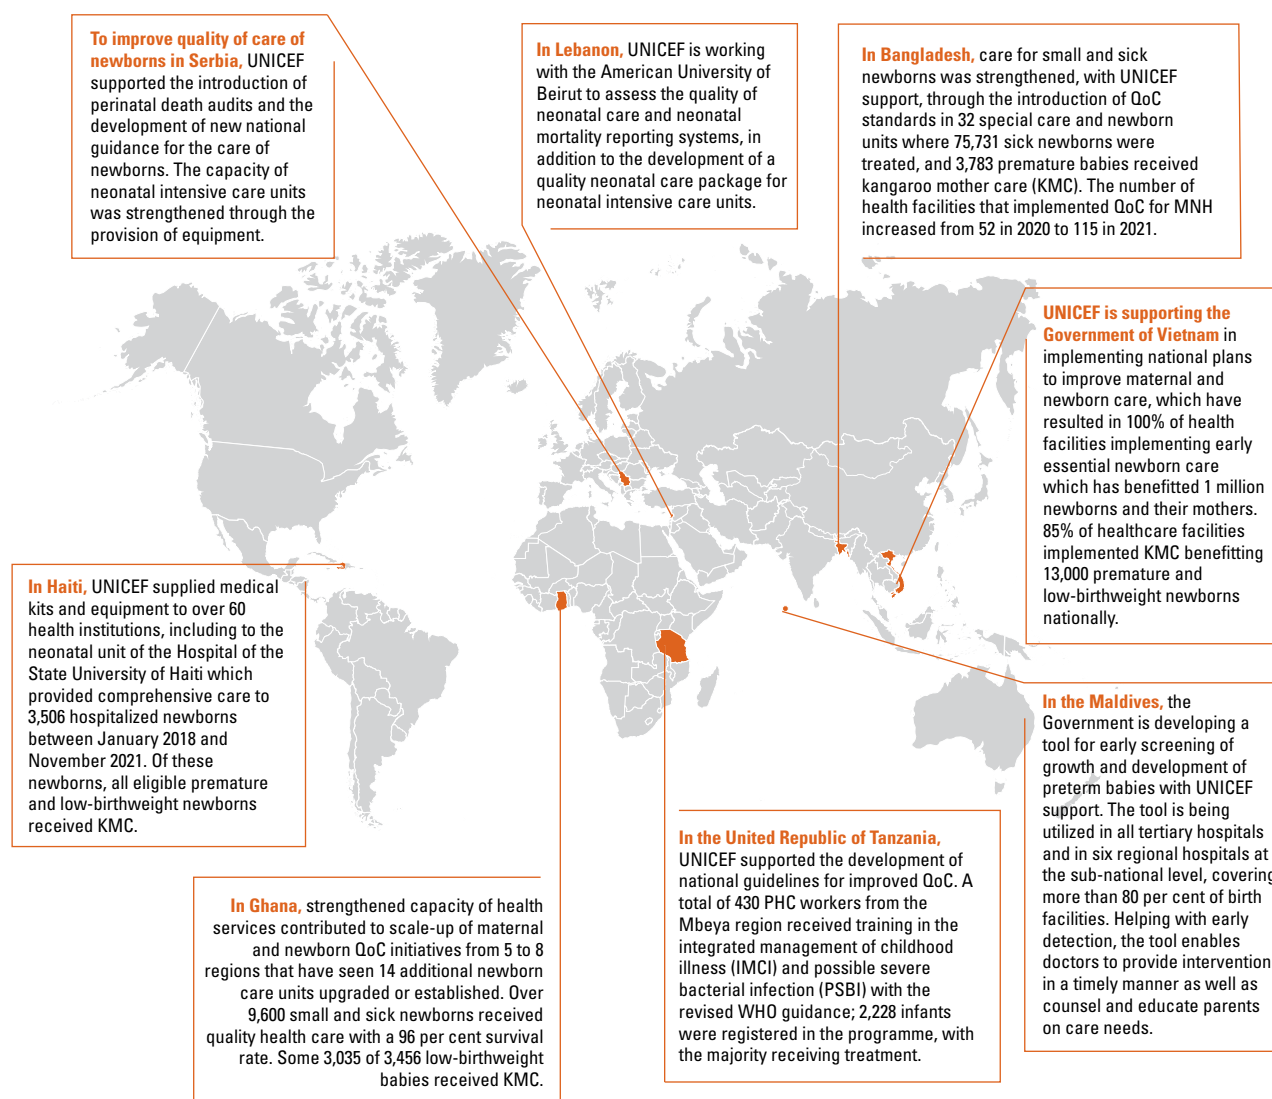 To improve quality of care of
newborns in Serbia, UNICEF
supported the introduction of
perinatal death audits and the
development of new national
guidance for the care of
newborns. The capacity of
neonatal intensive care units
was strengthened through the
provision of equipment.
In Lebanon, UNICEF is working
with the American University of
Beirut to assess the quality of
neonatal care and neonatal
mortality reporting systems, in
addition to the development of a
quality neonatal care package for
neonatal intensive care units.
In Bangladesh, care for small and sick
newborns was strengthened, with UNICEF
support, through the introduction of QoC
standards in 32 special care and newborn
units where 75,731 sick newborns were
treated, and 3,783 premature babies received
kangaroo mother care (KMC). The number of
health facilities that implemented QoC for MNH
increased from 52 in 2020 to 115 in 2021.
UNICEF is supporting the
Government of Vietnam in
implementing national plans
to improve maternal and
newborn care, which have
resulted in 100% of health
facilities implementing early
essential newborn care
which has benefitted 1 million
newborns and their mothers.
85% of healthcare facilities
implemented KMC benefitting
13,000 premature and
low-birthweight newborns
nationally.
In Haiti, UNICEF supplied medical
kits and equipment to over 60
health institutions, including to the
neonatal unit of the Hospital of the
State University of Haiti which
provided comprehensive care to
3,506 hospitalized newborns
between January 2018 and
November 2021. Of these
newborns, all eligible premature
and low-birthweight newborns
received KMC.
In the Maldives, the
Government is developing a
tool for early screening of
growth and development of
preterm babies with UNICEF
support. The tool is being
utilized in all tertiary hospitals
and in six regional hospitals at
the sub-national level, covering
more than 80 per cent of birth
facilities. Helping with early
detection, the tool enables
doctors to provide intervention
in a timely manner as well as
counsel and educate parents
on care needs.
In the United Republic of Tanzania,
UNICEF supported the development of
national guidelines for improved QoC. A
total of 430 PHC workers from the
Mbeya region received training in the
integrated management of childhood
illness (IMCI) and possible severe
bacterial infection (PSBI) with the
revised WHO guidance; 2,228 infants
were registered in the programme, with
the majority receiving treatment.
In Ghana, strengthened capacity of health
services contributed to scale-up of maternal
and newborn QoC initiatives from 5 to 8
regions that have seen 14 additional newborn
care units upgraded or established. Over
9,600 small and sick newborns received
quality health care with a 96 per cent survival
rate. Some 3,035 of 3,456 low-birthweight
babies received KMC.